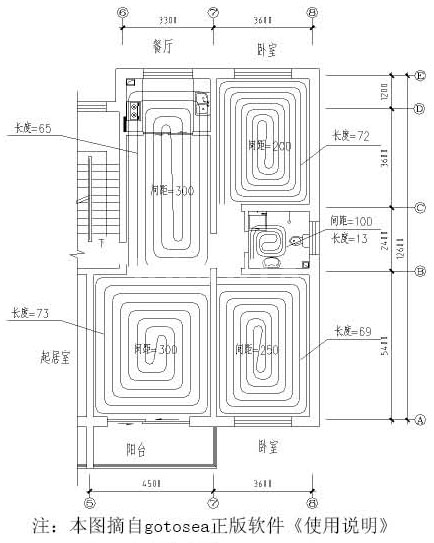 ⑥ ⑦ ⑧
3300 3600
餐厅 卧室
Ⓔ
1200
Ⓓ
长度=65
间距=200
长度=72
3600
间距=300
Ⓒ
间距=100
长度=13
2400
12600
下
Ⓑ
长度=73
间距=300
间距=250
长度=69
起居室
5400
Ⓐ
阳台 卧室
4500 3600
⑤ ⑦ ⑧
注：本图摘自gotosea正版软件《使用说明》